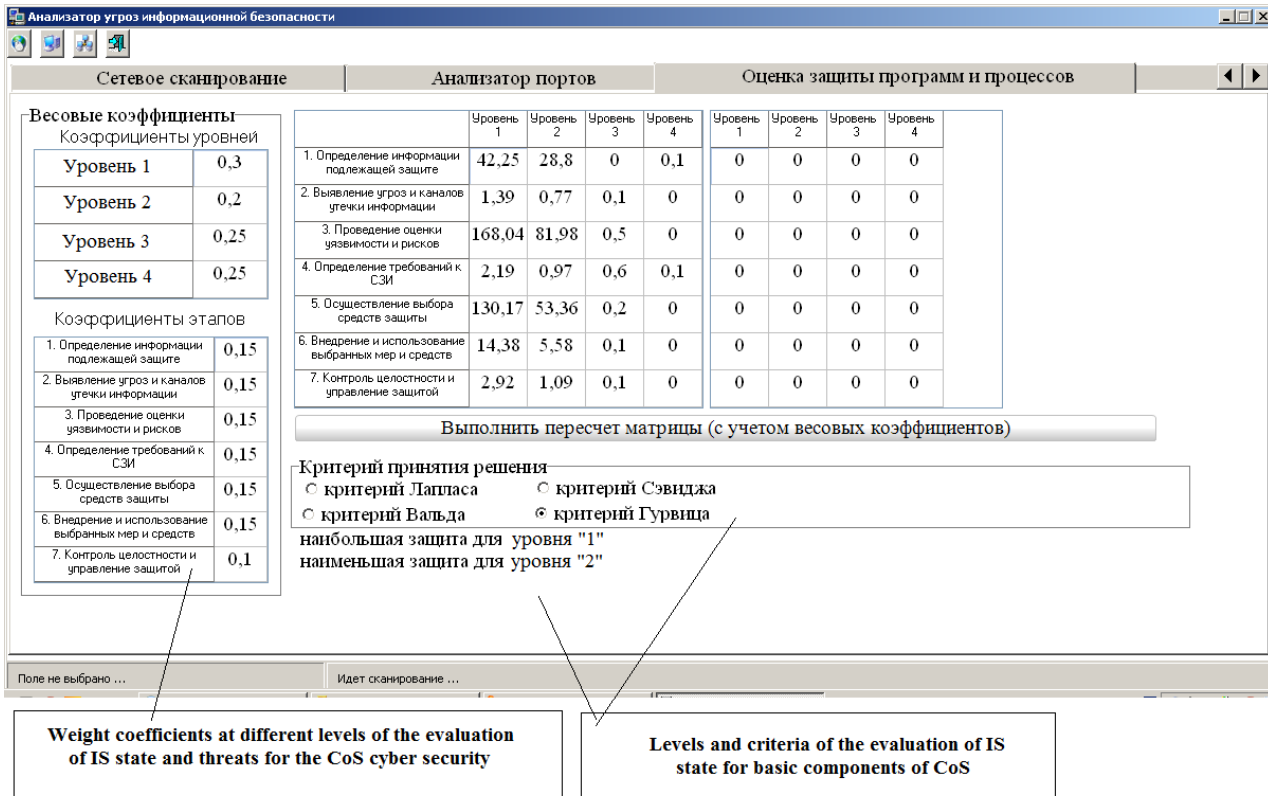 Анализатор угроз информационной безопасности
Сетевое сканирование
Анализатор портов
Оценка защиты программ и процессов
Весовые коэффициенты
Коэффициенты уровней
Уровень 1 0,3
Уровень 2 0,2
Уровень 3 0,25
Уровень 4 0,25
Коэффициенты этапов
1. Определение информации
подлежащей защите
0,15
2. Выявление угроз и каналов
утечки информации
0,15
3. Проведение оценки
уязвимости и рисков
0,15
4. Определение требований к
СЗИ
0,15
5. Осуществление выбора
средств защиты
0,15
6. Внедрение и использование
выбранных мер и средств
0,15
7. Контроль целостности и
управление защитой
0,1
Уровень Уровень Уровень Уровень Уровень Уровень Уровень Уровень
1 2 3 4 1 2 3 4
1. Определение информации
подлежащей защите
42,25 28,8 0 0,1 0 0 0 0
2. Выявление угроз и каналов
утечки информации
1,39 0,77 0,1 0 0 0 0 0
3. Проведение оценки
уязвимости и рисков
168,04 81,98 0,5 0 0 0 0 0
4. Определение требований к
СЗИ
2,19 0,97 0,6 0,1 0 0 0 0
5. Осуществление выбора
средств защиты
130,17 53,36 0,2 0 0 0 0 0
6. Внедрение и использование
выбранных мер и средств
14,38 5,58 0,1 0 0 0 0 0
7. Контроль целостности и
управление защитой
2,92 1,09 0,1 0 0 0 0 0
Выполнить пересчет матрицы (с учетом весовых коэффициентов)
Критерий принятия решения
критерий Лапласа критерий Сэвиджа
критерий Вальда критерий Гурвица
наибольшая защита для уровня "1"
наименьшая защита для уровня "2"
Поле не выбрано ...
Идет сканирование ...
Weight coefficients at different levels of the evaluation
of IS state and threats for the CoS cyber security
Levels and criteria of the evaluation of IS
state for basic components of CoS